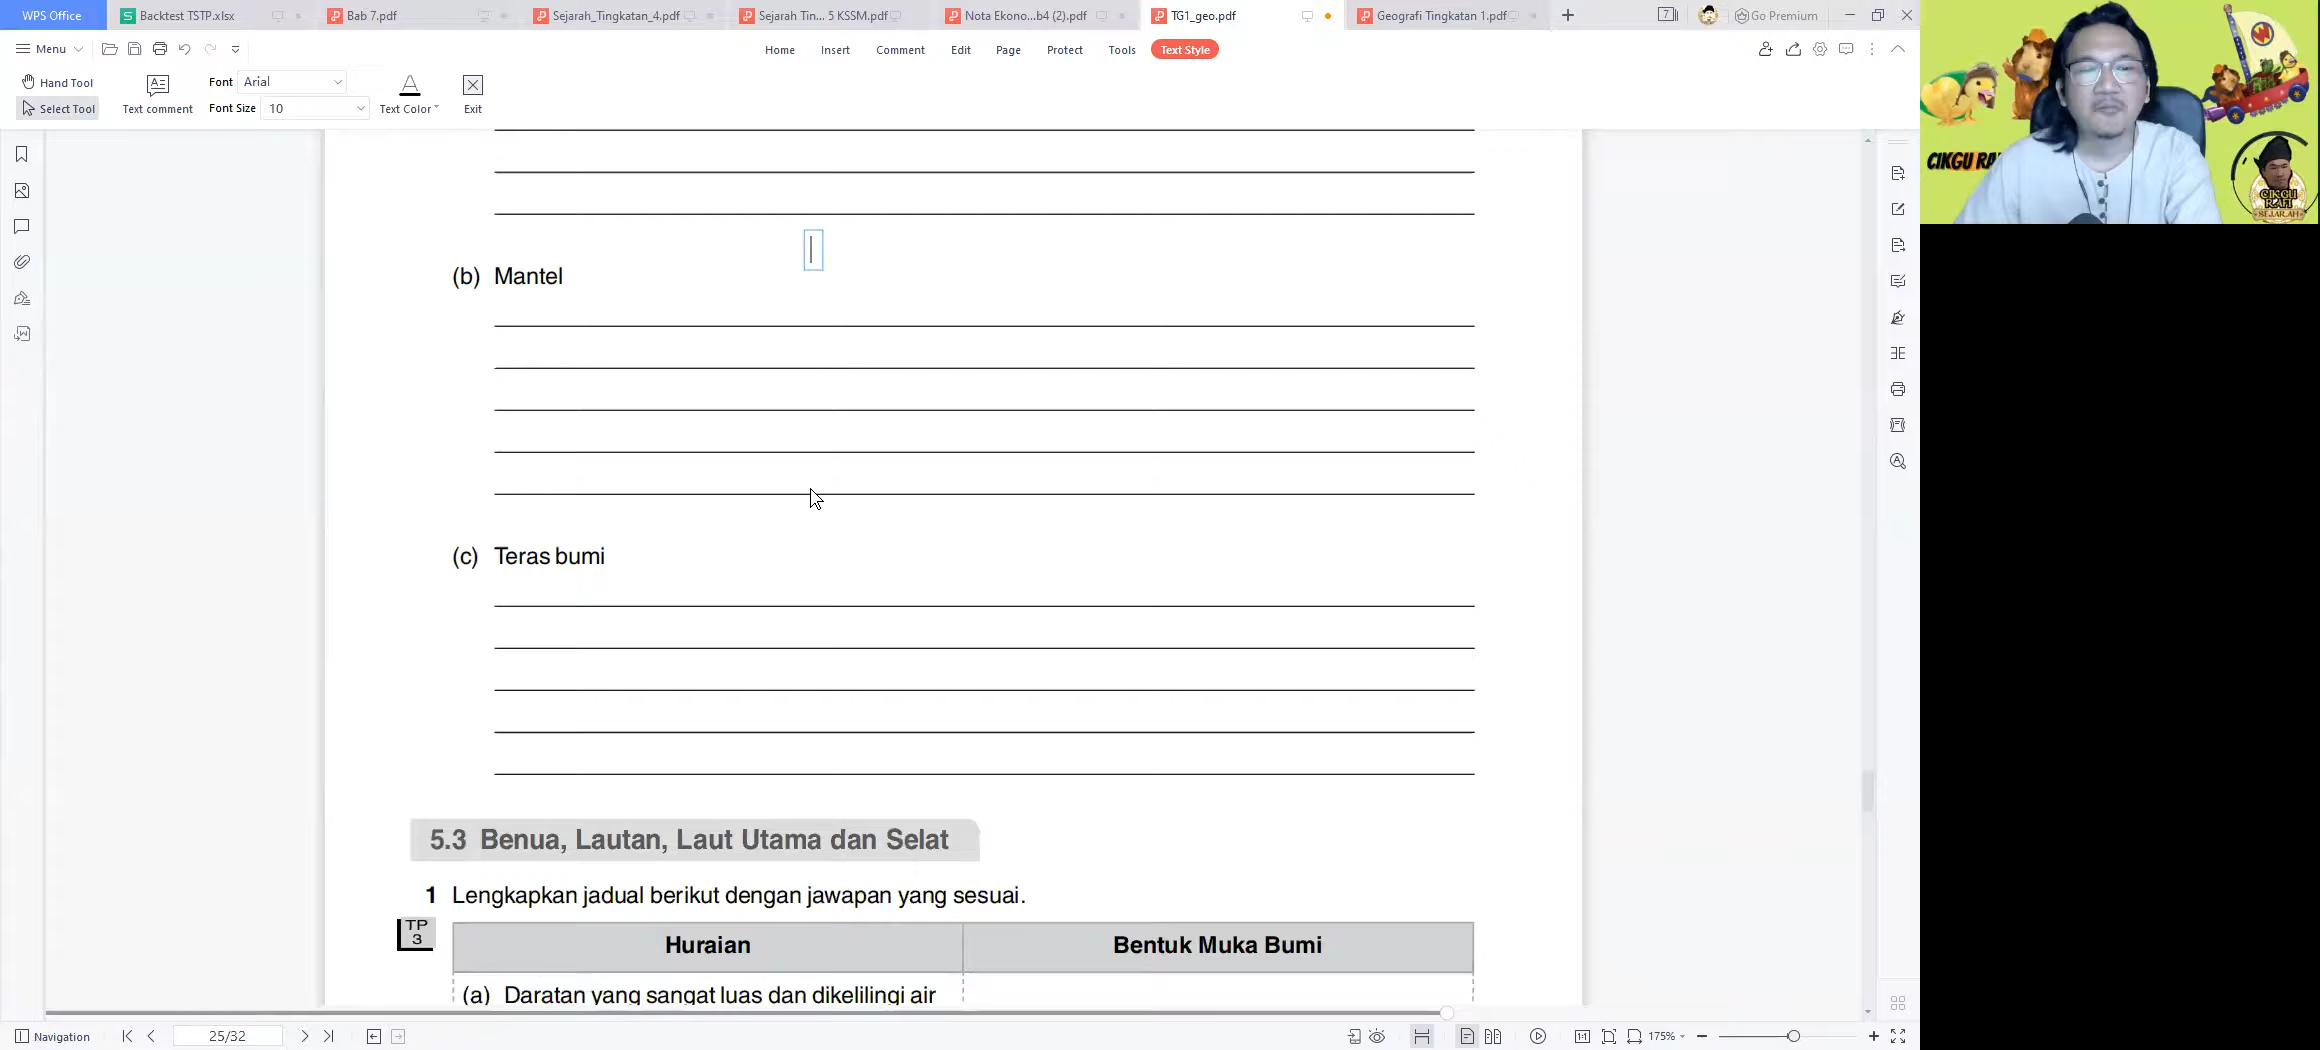 WPS Office
Backtest TSTP.xlsx
Bab 7.pdf
Sejarah_Tingkatan_4.pdf
Sejarah Tin... 5 KSSM.pdf
Nota Ekono...b4 (2).pdf
TG1_geo.pdf
Geografi Tingkatan 1.pdf
7
Go Premium
Menu
Home
Insert
Comment
Edit
Page
Protect
Tools
Text Style
Hand Tool
Select Tool
Text comment
Font Arial
Font Size 10
Text Color
Exit
CIKGU RA
CIKGU
RAFI
SEJARAH
(b) Mantel
(c) Teras bumi
5.3 Benua, Lautan, Laut Utama dan Selat
1 Lengkapkan jadual berikut dengan jawapan yang sesuai.
TP
3
Huraian
Bentuk Muka Bumi
(a) Daratan yang sangat luas dan dikelilingi air
Navigation
25/32
1:1
175%